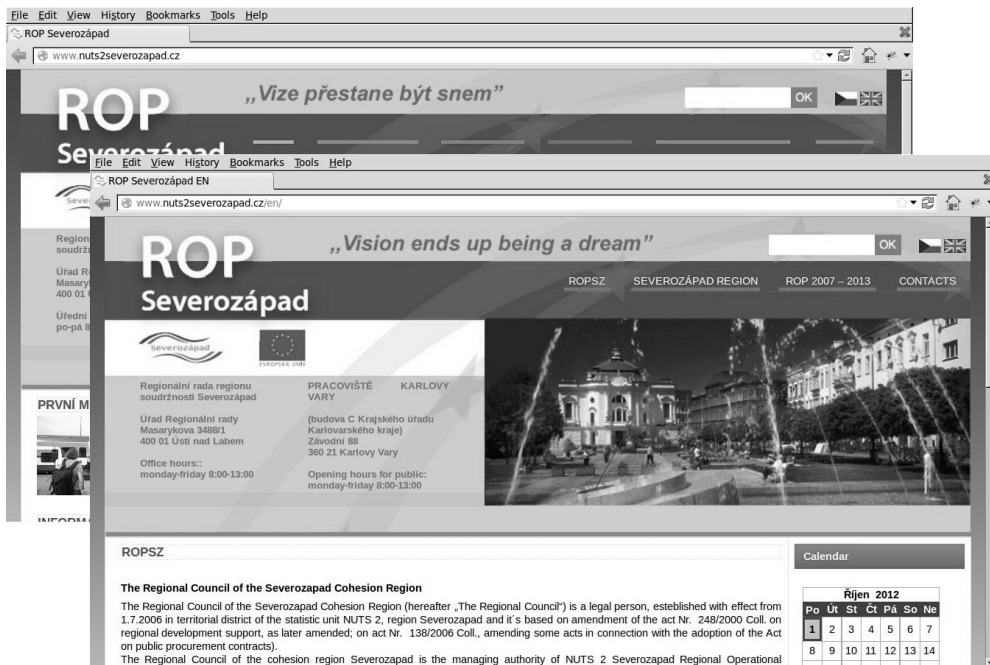 File Edit View History Bookmarks Tools Help
ROP Severozápad
www.nuts2severozapad.cz
ROP
Severozápad
„Vize přestane být snem”
OK
Region
soudrž
Úřad R
Masaryk
400 01
Úřední
po-pá 8
PRVNÍ M
INFORMA
File Edit View History Bookmarks Tools Help
ROP Severozápad EN
www.nuts2severozapad.cz/en/
ROP
Severozápad
„Vision ends up being a dream”
OK
ROPSZ SEVEROZÁPAD REGION ROP 2007 – 2013 CONTACTS
Severozápad
EVROPSKÁ UNIE
Regionální rada regionu
soudržnosti Severozápad
Úřad Regionální rady
Masarykova 3488/1
400 01 Ústí nad Labem
Office hours::
monday-friday 8:00-13:00
PRACOVIŠTĚ KARLOVY
VARY
(budova C Krajského úřadu
Karlovarského kraje)
Závodní 88
360 21 Karlovy Vary
Opening hours for public:
monday-friday 8:00-13:00
ROPSZ
The Regional Council of the Severozapad Cohesion Region
The Regional Council of the Severozapad Cohesion Region (hereafter „The Regional Council“) is a legal person, esteblished with effect from
1.7.2006 in territorial district of the statistic unit NUTS 2, region Severozapad and it´s based on amendment of the act Nr. 248/2000 Coll. on
regional development support, as later amended; on act Nr. 138/2006 Coll., amending some acts in connection with the adoption of the Act
on public procurement contracts).
The Regional Council of the cohesion region Severozapad is the managing authority of NUTS 2 Severozapad Regional Operational
Calendar
Říjen 2012
Po Út St Čt Pá So Ne
1 2 3 4 5 6 7
8 9 10 11 12 13 14